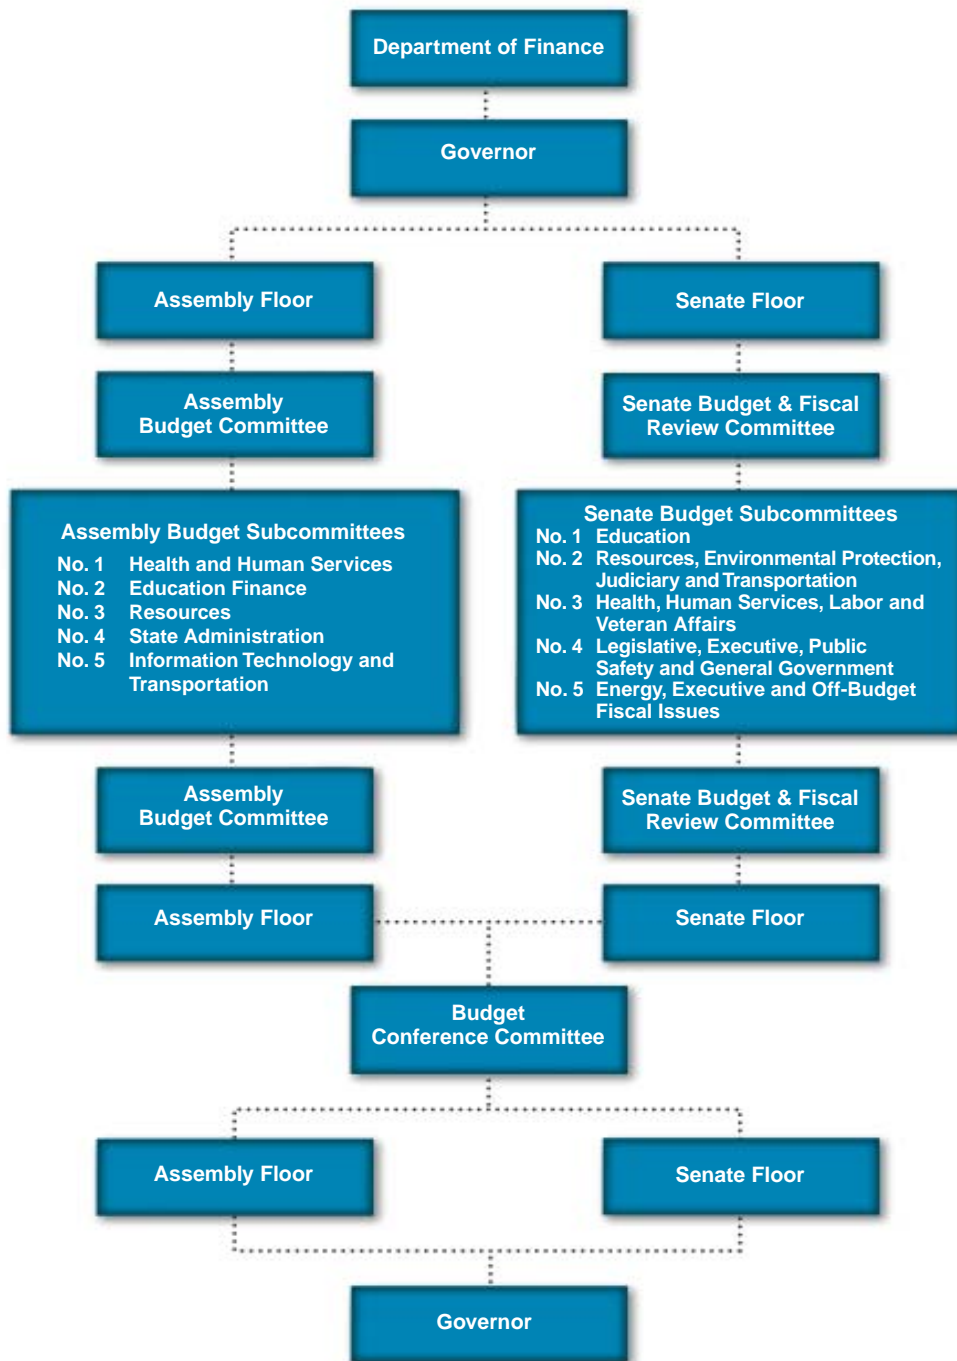 Department of Finance
Governor
Assembly Floor
Senate Floor
Assembly
Budget Committee
Senate Budget & Fiscal
Review Committee
Assembly Budget Subcommittees
No. 1 Health and Human Services
No. 2 Education Finance
No. 3 Resources
No. 4 State Administration
No. 5 Information Technology and
Transportation
Senate Budget Subcommittees
No. 1 Education
No. 2 Resources, Environmental Protection,
Judiciary and Transportation
No. 3 Health, Human Services, Labor and
Veteran Affairs
No. 4 Legislative, Executive, Public
Safety and General Government
No. 5 Energy, Executive and Off-Budget
Fiscal Issues
Assembly
Budget Committee
Senate Budget & Fiscal
Review Committee
Assembly Floor
Senate Floor
Budget
Conference Committee
Assembly Floor
Senate Floor
Governor